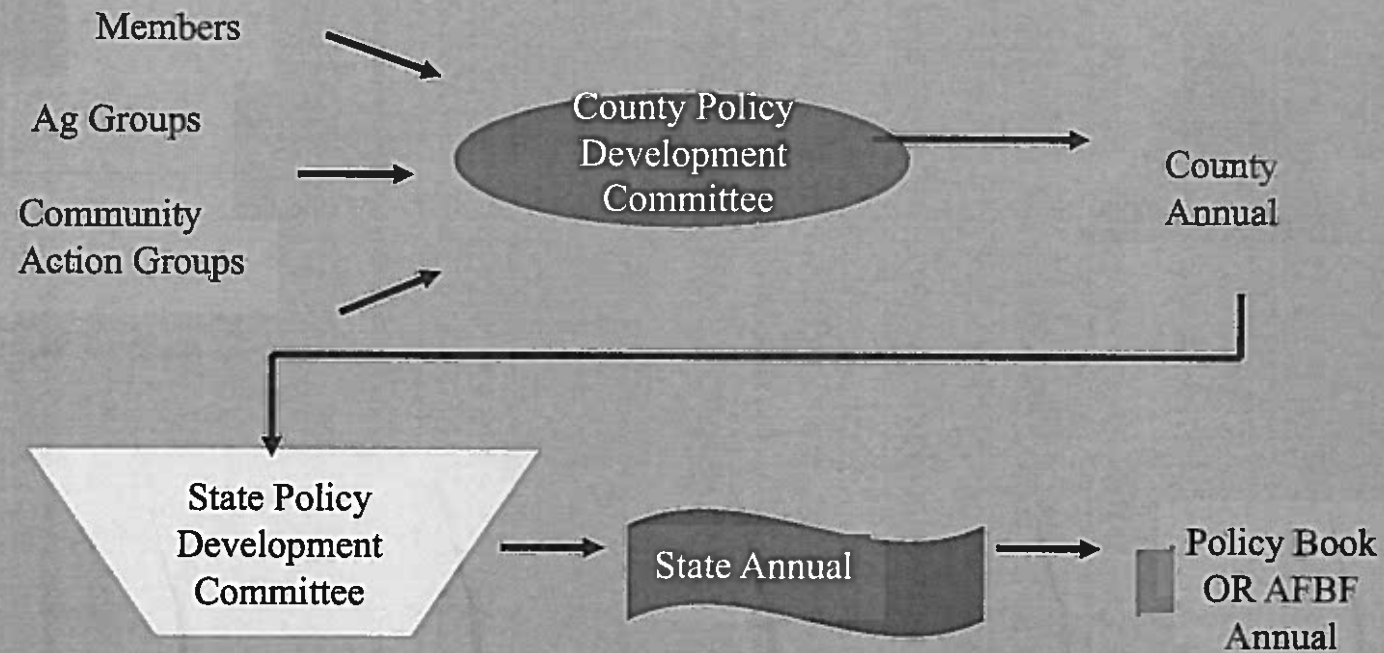 Members
Ag Groups
Community
Action Groups
County Policy
Development
Committee
County
Annual
State Policy
Development
Committee
State Annual
Policy Book
OR AFBF
Annual